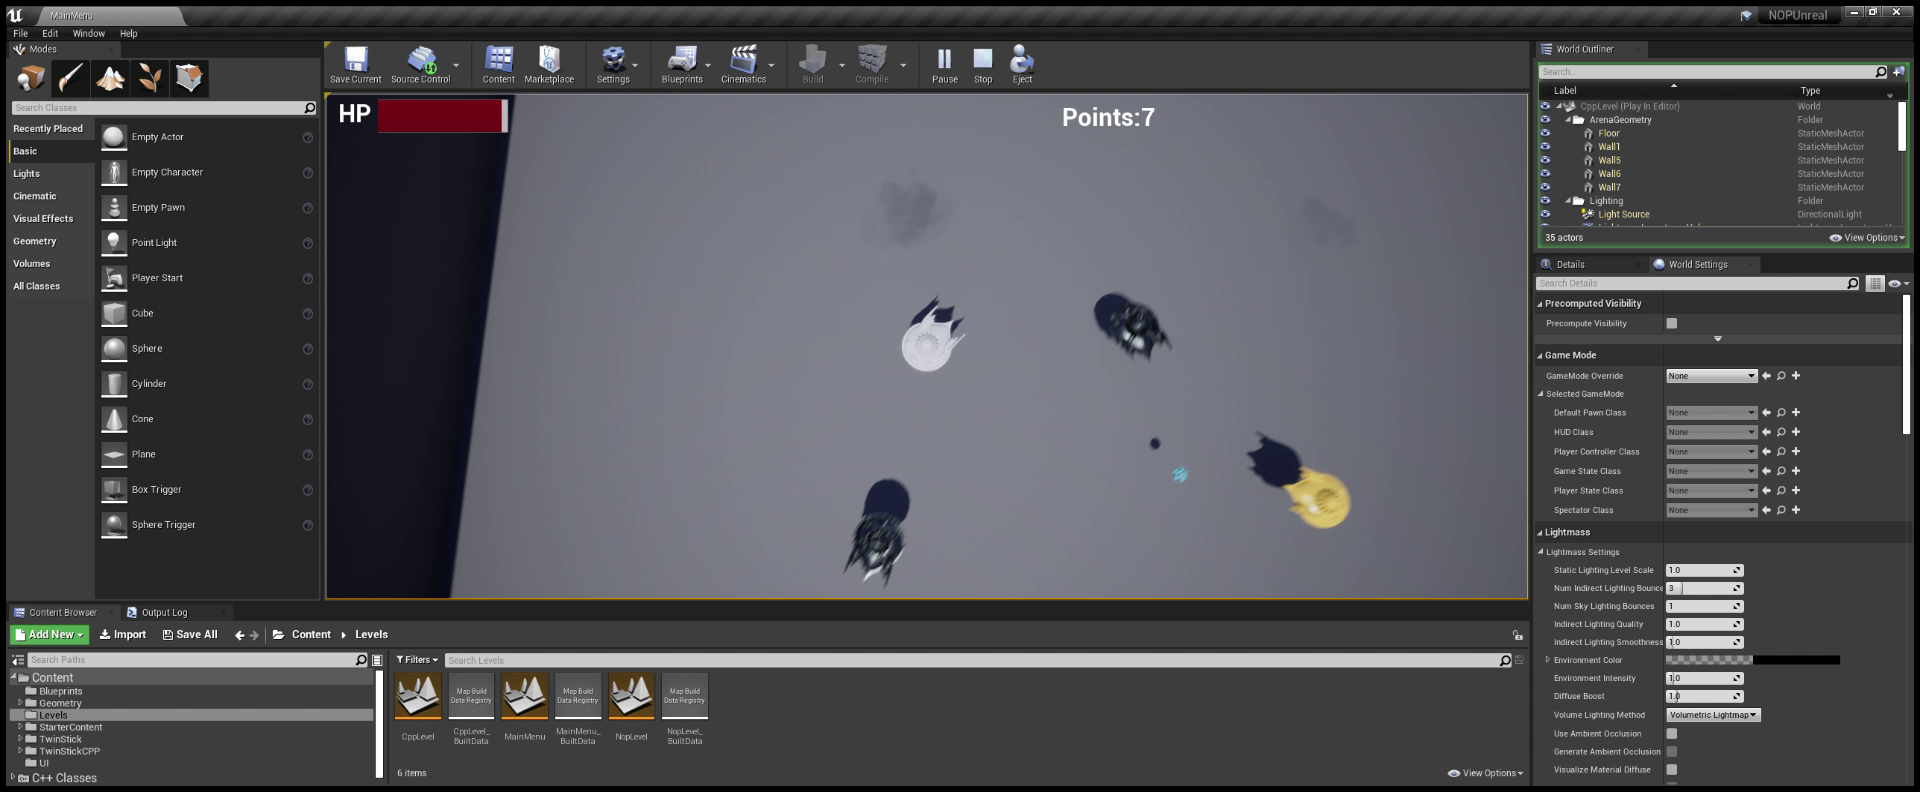 MainMenu
NOPUnreal
File Edit Window Help
Modes
Search Classes
Recently Placed
Basic
Lights
Cinematic
Visual Effects
Geometry
Volumes
All Classes
Empty Actor
Empty Character
Empty Pawn
Point Light
Player Start
Cube
Sphere
Cylinder
Cone
Plane
Box Trigger
Sphere Trigger
Save Current Source Control Content Marketplace Settings Blueprints Cinematics Build Compile Pause Stop Eject
HP
Points:7
World Outliner
Search...
Label Type
CppLevel (Play In Editor) World
ArenaGeometry Folder
Floor StaticMeshActor
Wall1 StaticMeshActor
Wall5 StaticMeshActor
Wall6 StaticMeshActor
Wall7 StaticMeshActor
Lighting Folder
Light Source DirectionalLight
35 actors View Options
Details World Settings
Search Details
Precomputed Visibility
Precompute Visibility
Game Mode
GameMode Override None
Selected GameMode
Default Pawn Class None
HUD Class None
Player Controller Class None
Game State Class None
Player State Class None
Spectator Class None
Lightmass
Lightmass Settings
Static Lighting Level Scale 1.0
Num Indirect Lighting Bounce 3
Num Sky Lighting Bounces 1
Indirect Lighting Quality 1.0
Indirect Lighting Smoothness 1.0
Environment Color
Environment Intensity 1.0
Diffuse Boost 1.0
Volume Lighting Method Volumetric Lightmap
Use Ambient Occlusion
Generate Ambient Occlusion
Visualize Material Diffuse
Content Browser Output Log
Add New Import Save All Content Levels
Search Paths
Content
Blueprints
Geometry
Levels
StarterContent
TwinStick
TwinStickCPP
UI
C++ Classes
Filters Search Levels
Map Build Data Registry
Map Build Data Registry
Map Build Data Registry
CppLevel
CppLevel_BuiltData
MainMenu
MainMenu_BuiltData
NopLevel
NopLevel_BuiltData
6 items View Options